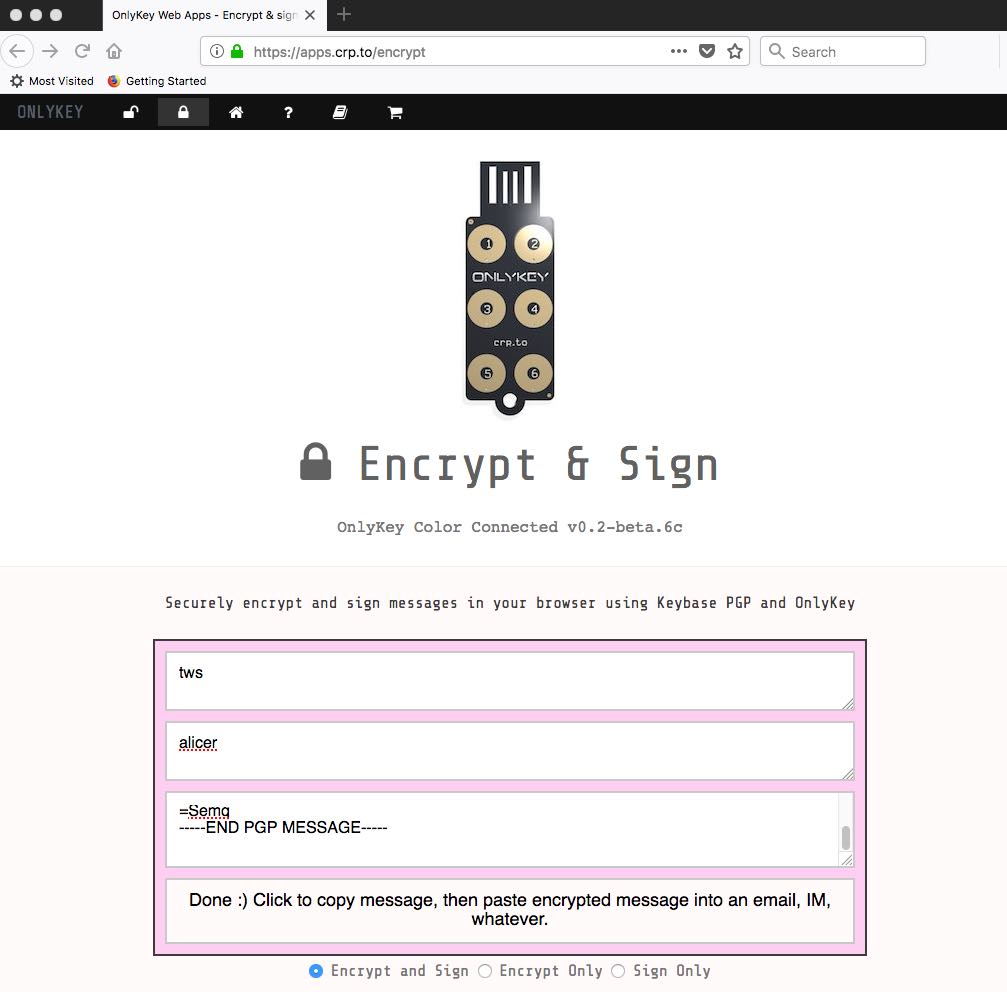 OnlyKey Web Apps - Encrypt & sign
https://apps.crp.to/encrypt
Search
Most Visited
Getting Started
ONLYKEY
?
1
2
ONLYKEY
3
4
crp.to
5
6
Encrypt & Sign
OnlyKey Color Connected v0.2-beta.6c
Securely encrypt and sign messages in your browser using Keybase PGP and OnlyKey
tws
alicer
=Semq
-----END PGP MESSAGE-----
Done :) Click to copy message, then paste encrypted message into an email, IM,
whatever.
Encrypt and Sign Encrypt Only Sign Only